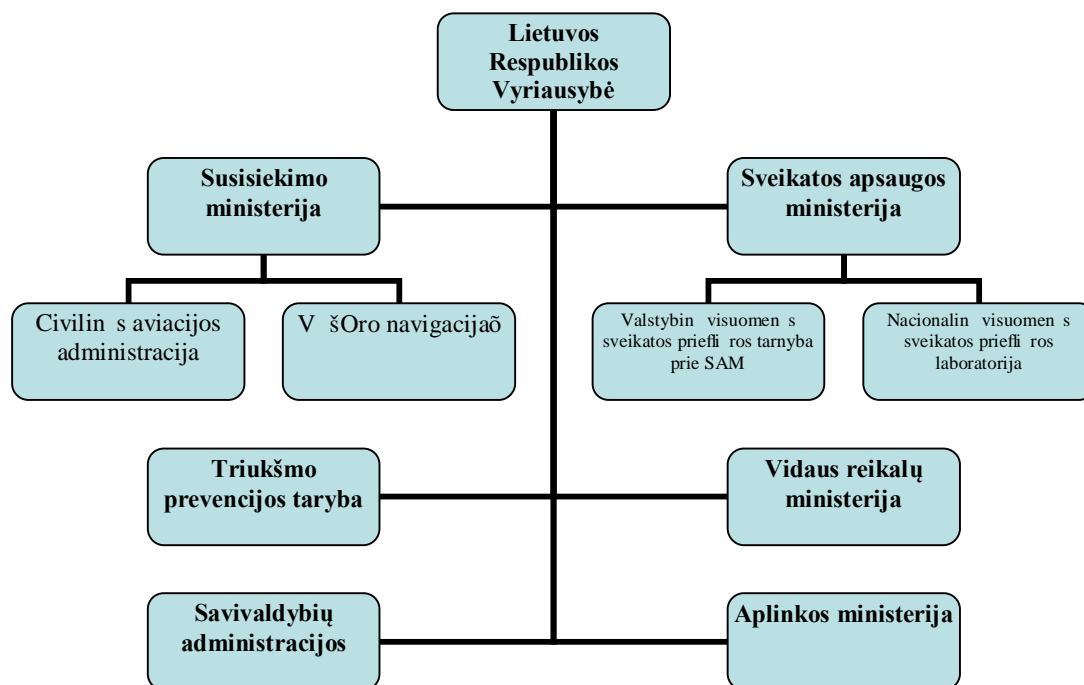 Lietuvos
Respublikos
Vyriausybė
Susisiekimo
ministerija
Sveikatos apsaugos
ministerija
Civilin s aviacijos
administracija
V šOro navigacijaõ
Valstybin visuomen s
sveikatos priefli ros tarnyba
prie SAM
Nacionalin visuomen s
sveikatos priefli ros
laboratorija
Triukšmo
prevencijos taryba
Vidaus reikalų
ministerija
Savivaldybių
administracijos
Aplinkos ministerija